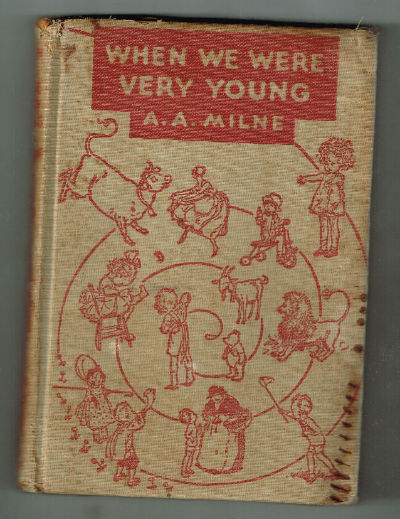 WHEN WE WERE
VERY YOUNG
A. A. MILNE